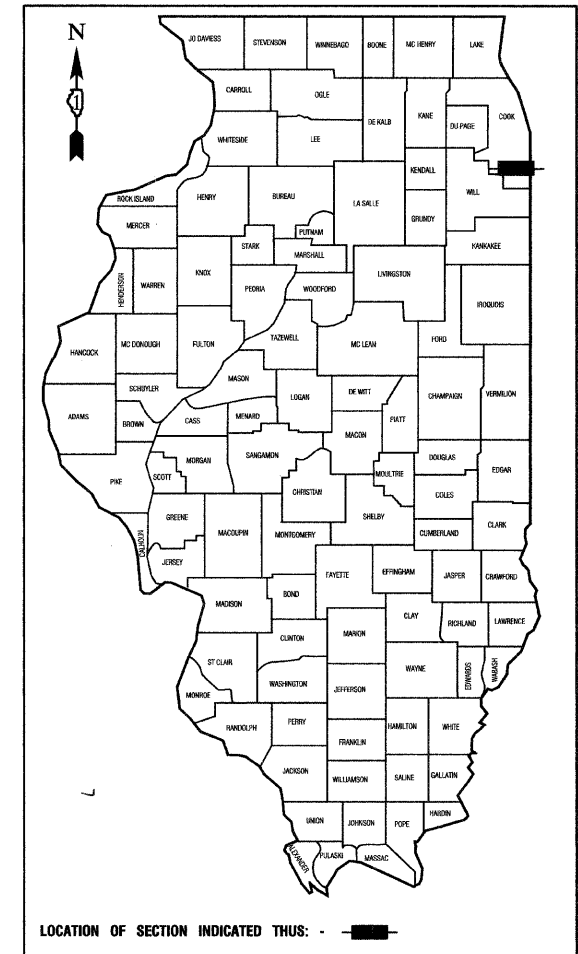 N
JO DAVIESS
STEVENSON
WINNEBAGO
BOONE
MC HENRY
LAKE
CARROLL
OGLE
DE KALB
KANE
COOK
DU PAGE
WHITESIDE
LEE
KENDALL
WILL
ROCK ISLAND
HENRY
BUREAU
LA SALLE
GRUNDY
MERCER
PUTNAM
STARK
MARSHALL
KANKAKEE
HENDERSON
WARREN
KNOX
PEORIA
WOODFORD
LIVINGSTON
IROQUOIS
TAZEWELL
MC LEAN
FORD
HANCOCK
MC DONOUGH
FULTON
MASON
SCHUYLER
LOGAN
DE WITT
CHAMPAIGN
VERMILION
ADAMS
BROWN
CASS
MENARD
PIATT
MACON
SANGAMON
MORGAN
DOUGLAS
EDGAR
PIKE
SCOTT
CHRISTIAN
MOULTRIE
COLES
GREENE
MACOUPIN
MONTGOMERY
SHELBY
CUMBERLAND
CLARK
CALHOUN
JERSEY
FAYETTE
EFFINGHAM
JASPER
CRAWFORD
MADISON
BOND
CLAY
RICHLAND
LAWRENCE
CLINTON
MARION
ST CLAIR
WAYNE
EDWARDS
WABASH
WASHINGTON
JEFFERSON
MONROE
RANDOLPH
PERRY
HAMILTON
WHITE
FRANKLIN
JACKSON
WILLIAMSON
SALINE
GALLATIN
UNION
JOHNSON
POPE
HARDIN
ALEXANDER
PULASKI
MASSAC
LOCATION OF SECTION INDICATED THUS: -